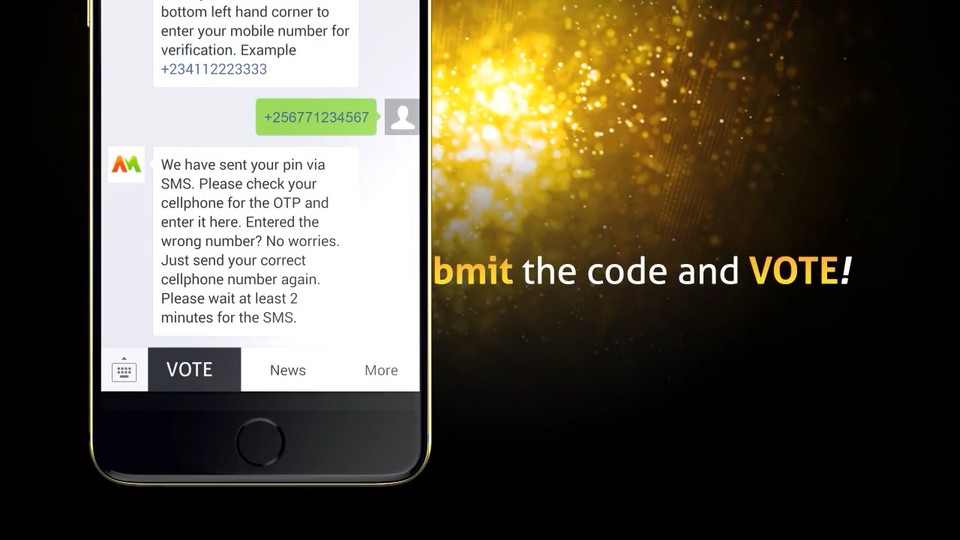 bottom left hand corner to
enter your mobile number for
verification. Example
+234112223333
+256771234567
AM
We have sent your pin via
SMS. Please check your
cellphone for the OTP and
enter it here. Entered the
wrong number? No worries.
Just send your correct
cellphone number again.
Please wait at least 2
minutes for the SMS.
bmit the code and VOTE!
VOTE
News
More